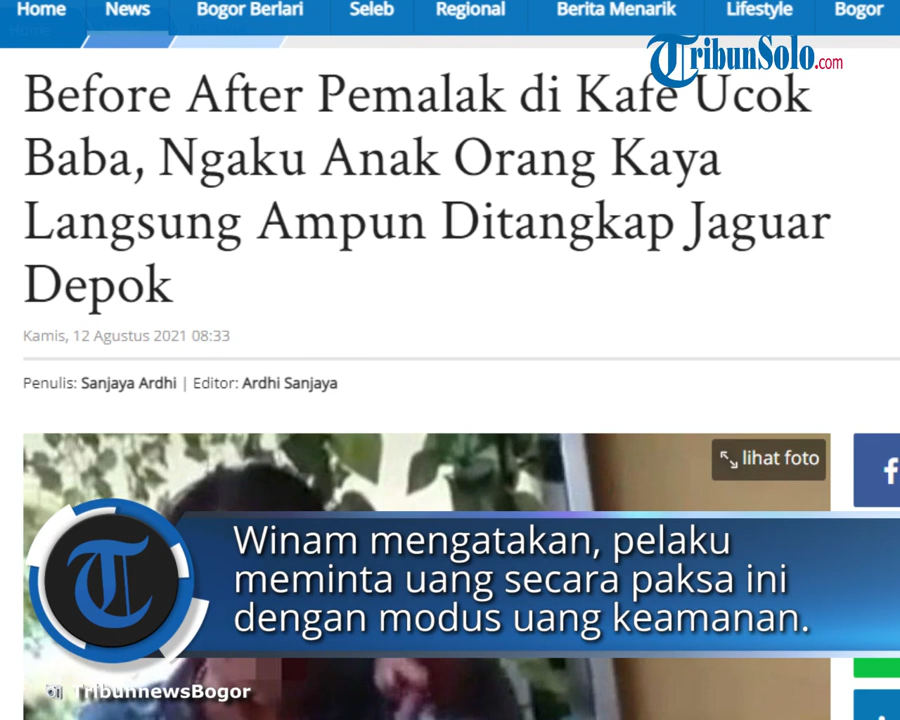 Home News Bogor Berlari Seleb Regional Berita Menarik Lifestyle Bogor
TribunSolo.com
Before After Pemalak di Kafe Ucok
Baba, Ngaku Anak Orang Kaya
Langsung Ampun Ditangkap Jaguar
Depok
Kamis, 12 Agustus 2021 08:33
Penulis: Sanjaya Ardhi | Editor: Ardhi Sanjaya
lihat foto
f
T
Winam mengatakan, pelaku
meminta uang secara paksa ini
dengan modus uang keamanan.
TribunnewsBogor